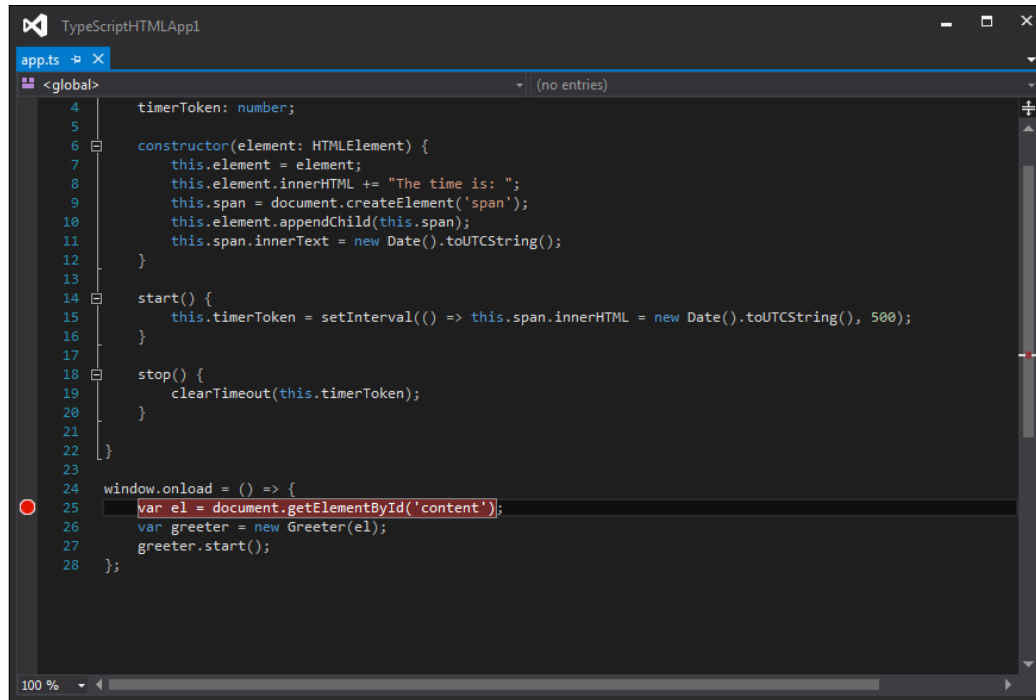 TypeScriptHTMLApp1
app.ts
<global>
(no entries)
4 timerToken: number;
5
6 constructor(element: HTMLElement) {
7 this.element = element;
8 this.element.innerHTML += "The time is: ";
9 this.span = document.createElement('span');
10 this.element.appendChild(this.span);
11 this.span.innerText = new Date().toUTCString();
12 }
13
14 start() {
15 this.timerToken = setInterval(() => this.span.innerHTML = new Date().toUTCString(), 500);
16 }
17
18 stop() {
19 clearTimeout(this.timerToken);
20 }
21
22 }
23
24 window.onload = () => {
25 var el = document.getElementById('content');
26 var greeter = new Greeter(el);
27 greeter.start();
28 };
100 %